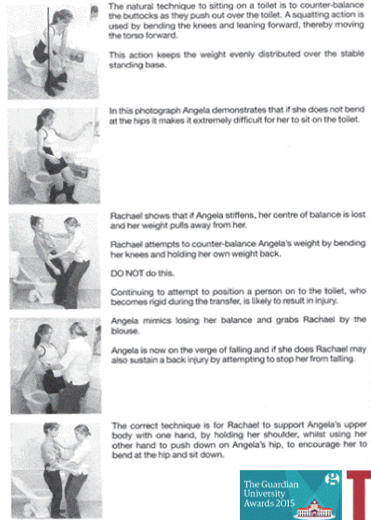 The natural technique to sitting on a toilet is to counter-balance
the buttocks as they push out over the toilet. A squatting action is
used by bending the knees and leaning forward, thereby moving
the torso forward.
This action keeps the weight evenly distributed over the stable
standing base.
In this photograph Angela demonstrates that if she does not bend
at the hips it makes it extremely difficult for her to sit on the toilet.
Rachael shows that if Angela stiffens, her centre of balance is lost
and her weight pulls away from her.
Rachael attempts to counter-balance Angela's weight by bending
her knees and holding her own weight back.
DO NOT do this.
Continuing to attempt to position a person on to the toilet, who
becomes rigid during the transfer, is likely to result in injury.
Angela mimics losing her balance and grabs Rachael by the
blouse.
Angela is now on the verge of falling and if she does Rachael may
also sustain a back injury by attempting to stop her from falling.
The correct technique is for Rachael to support Angela's upper
body with one hand, by holding her shoulder, whilst using her
other hand to push down on Angela's hip, to encourage her to
bend at the hip and sit down.
The Guardian
University
Awards 2015
g
T